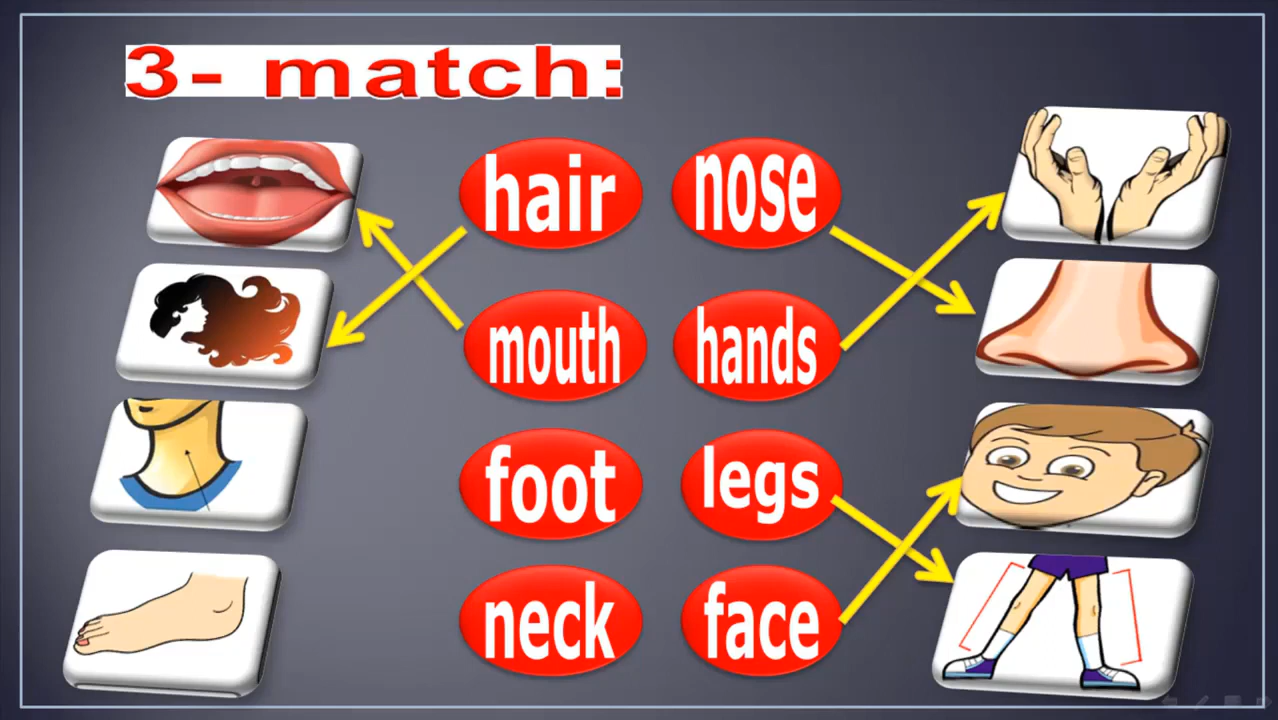 3- match:
hair nose
mouth hands
foot legs
neck face